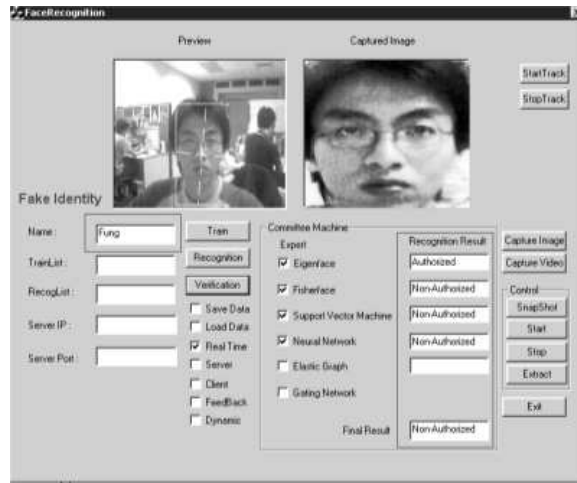 FaceRecognition
Preview
Captured Image
StartTrack
StopTrack
Fake Identity
Name :
Fung
Train
TrainList :
Recognition
RecogList :
Verification
Server IP :
Server Port :
Save Data
Load Data
Real Time
Server
Client
FeedBack
Dynamic
Committee Machine
Expert
Recognition Result
Eigenface
Authorized
Fisherface
Non-Authorized
Support Vector Machine
Non-Authorized
Neural Network
Non-Authorized
Elastic Graph
Gating Network
Final Result
Non-Authorized
Capture Image
Capture Video
Control
SnapShot
Start
Stop
Extract
Exit